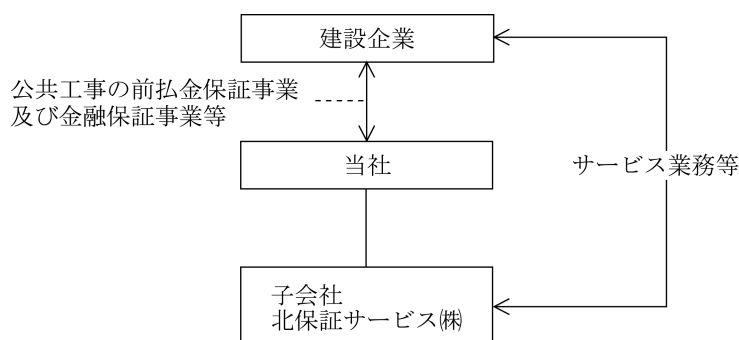 建設企業
公共工事の前払金保証事業
及び金融保証事業等
当社
サービス業務等
子会社
北保証サービス㈱